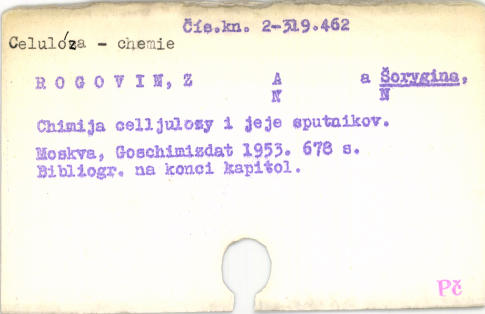 Čís.kn. 2-319.462
Celulóza - chemie
R O G O V I N, Z A a Šorygina,
N N
Chimija celljulozy i jeje sputnikov.
Moskva, Goschimizdat 1953. 678 s.
Bibliogr. na konci kapitol.
Pč